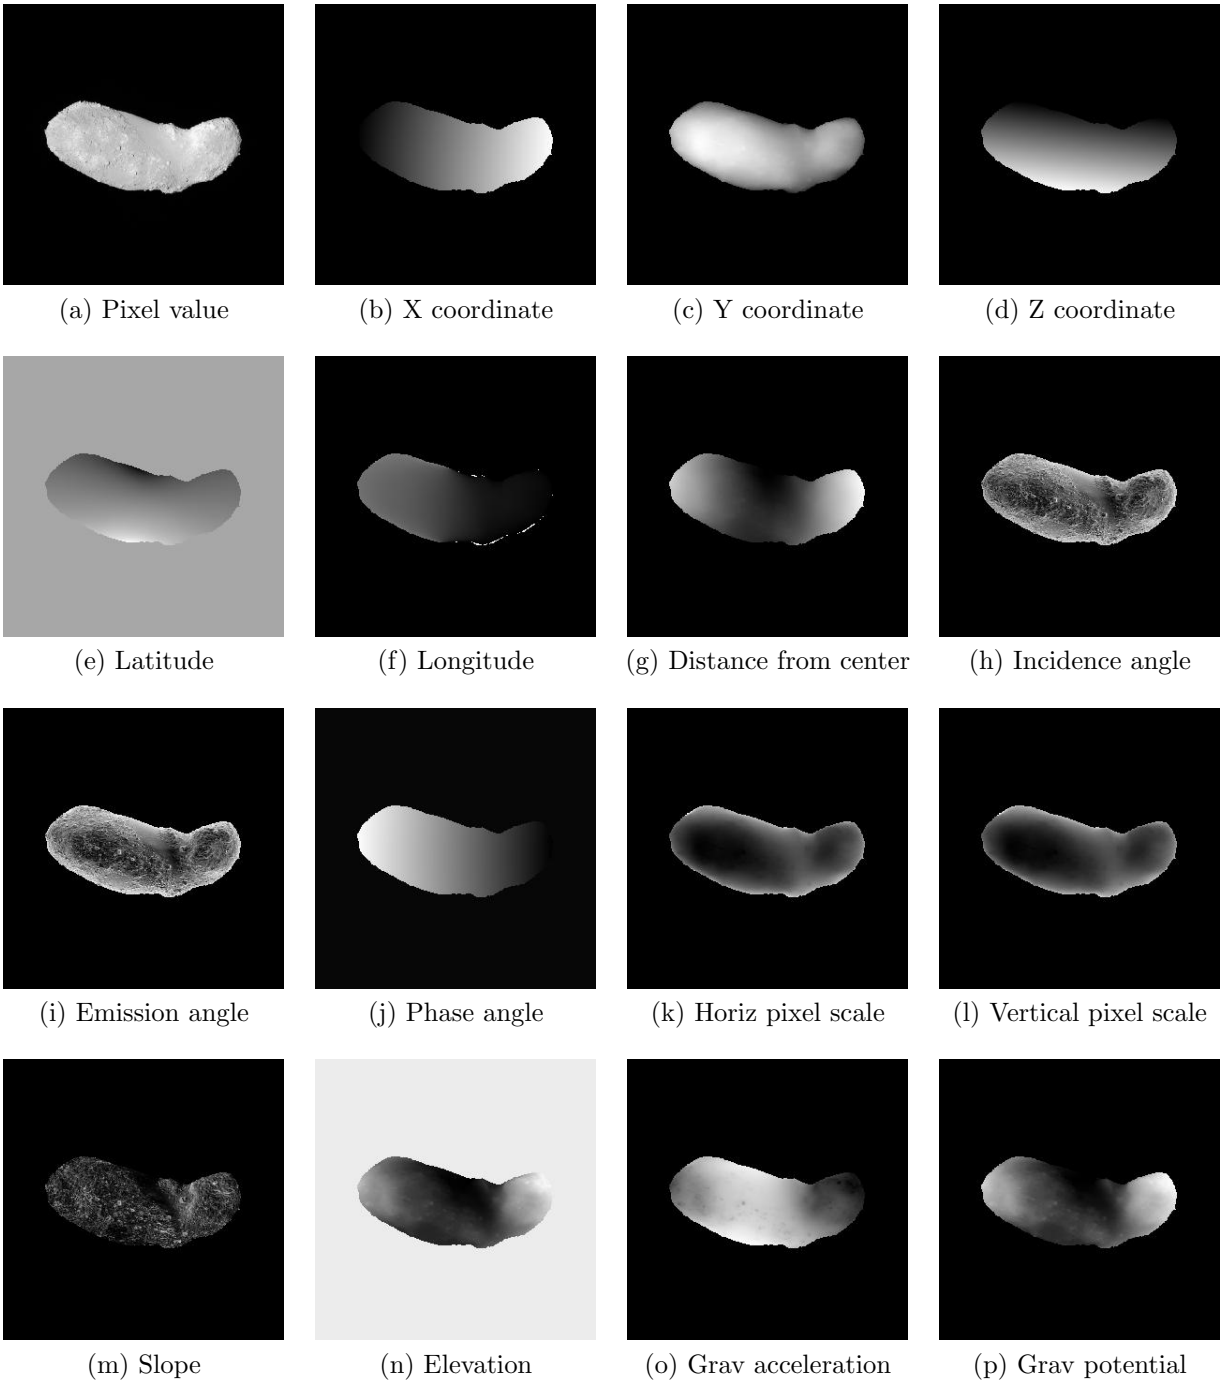 (a) Pixel value
(b) X coordinate
(c) Y coordinate
(d) Z coordinate
(e) Latitude
(f) Longitude
(g) Distance from center
(h) Incidence angle
(i) Emission angle
(j) Phase angle
(k) Horiz pixel scale
(l) Vertical pixel scale
(m) Slope
(n) Elevation
(o) Grav acceleration
(p) Grav potential